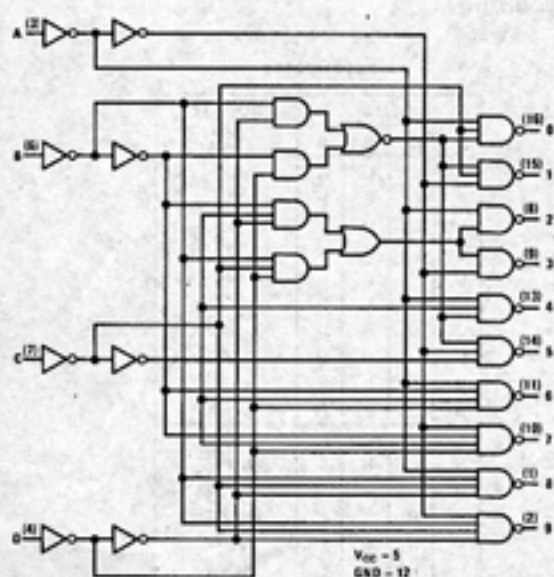 A (3)
(16) 0
B (6)
(15) 1
(8) 2
(9) 3
(13) 4
C (7)
(14) 5
(11) 6
(10) 7
(1) 8
D (4)
(2) 9
VCC – 5
GND – 12